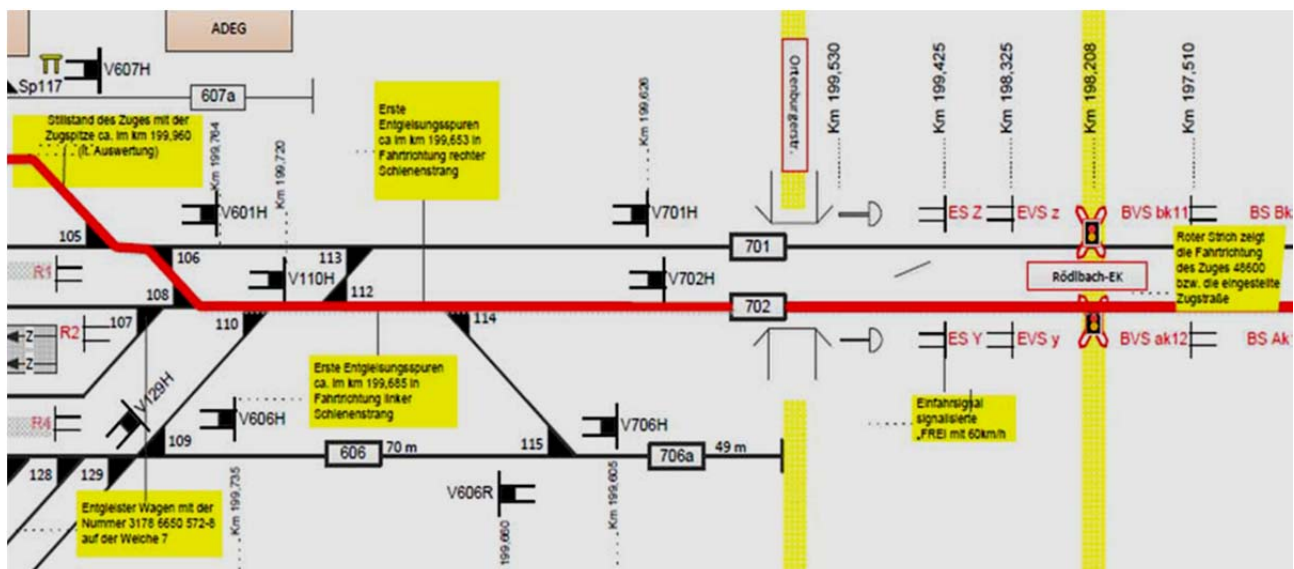 ADEG
V607H
Sp117
607a
Stillstand des Zuges mit der
Zugspitze ca. im km 199,960
(lt. Auswertung)
Km 199,764
Km 199,720
Erste
Entgleisungsspuren
ca im km 199,653 in
Fahrtrichtung rechter
Schienenstrang
Km 199,626
Ortenburgerstr.
Km 199,530
Km 199,425
Km 198,325
Km 198,208
Km 197,510
V601H
V701H
ES Z
EVS z
BVS bk11
BS Bk
105
106
113
701
Roter Strich zeigt
die Fahrtrichtung
des Zuges 48600
bzw. die eingestellte
Zugstraße
R1
108
V110H
112
V702H
Rödlbach-EK
702
107
R2
110
114
ES Y
EVS y
BVS ak12
BS Ak1
Z
Z
Erste Entgleisungsspuren
ca. im km 199,685 in
Fahrtrichtung linker
Schienenstrang
Einfahrsignal
signalisierte
„FREI mit 60km/h
V129H
R4
V606H
V706H
109
606
70 m
115
706a
49 m
128
129
Km 199,735
V606R
199,660
Km 199,605
Entgleister Wagen mit der
Nummer 3178 6650 572-8
auf der Weiche 7